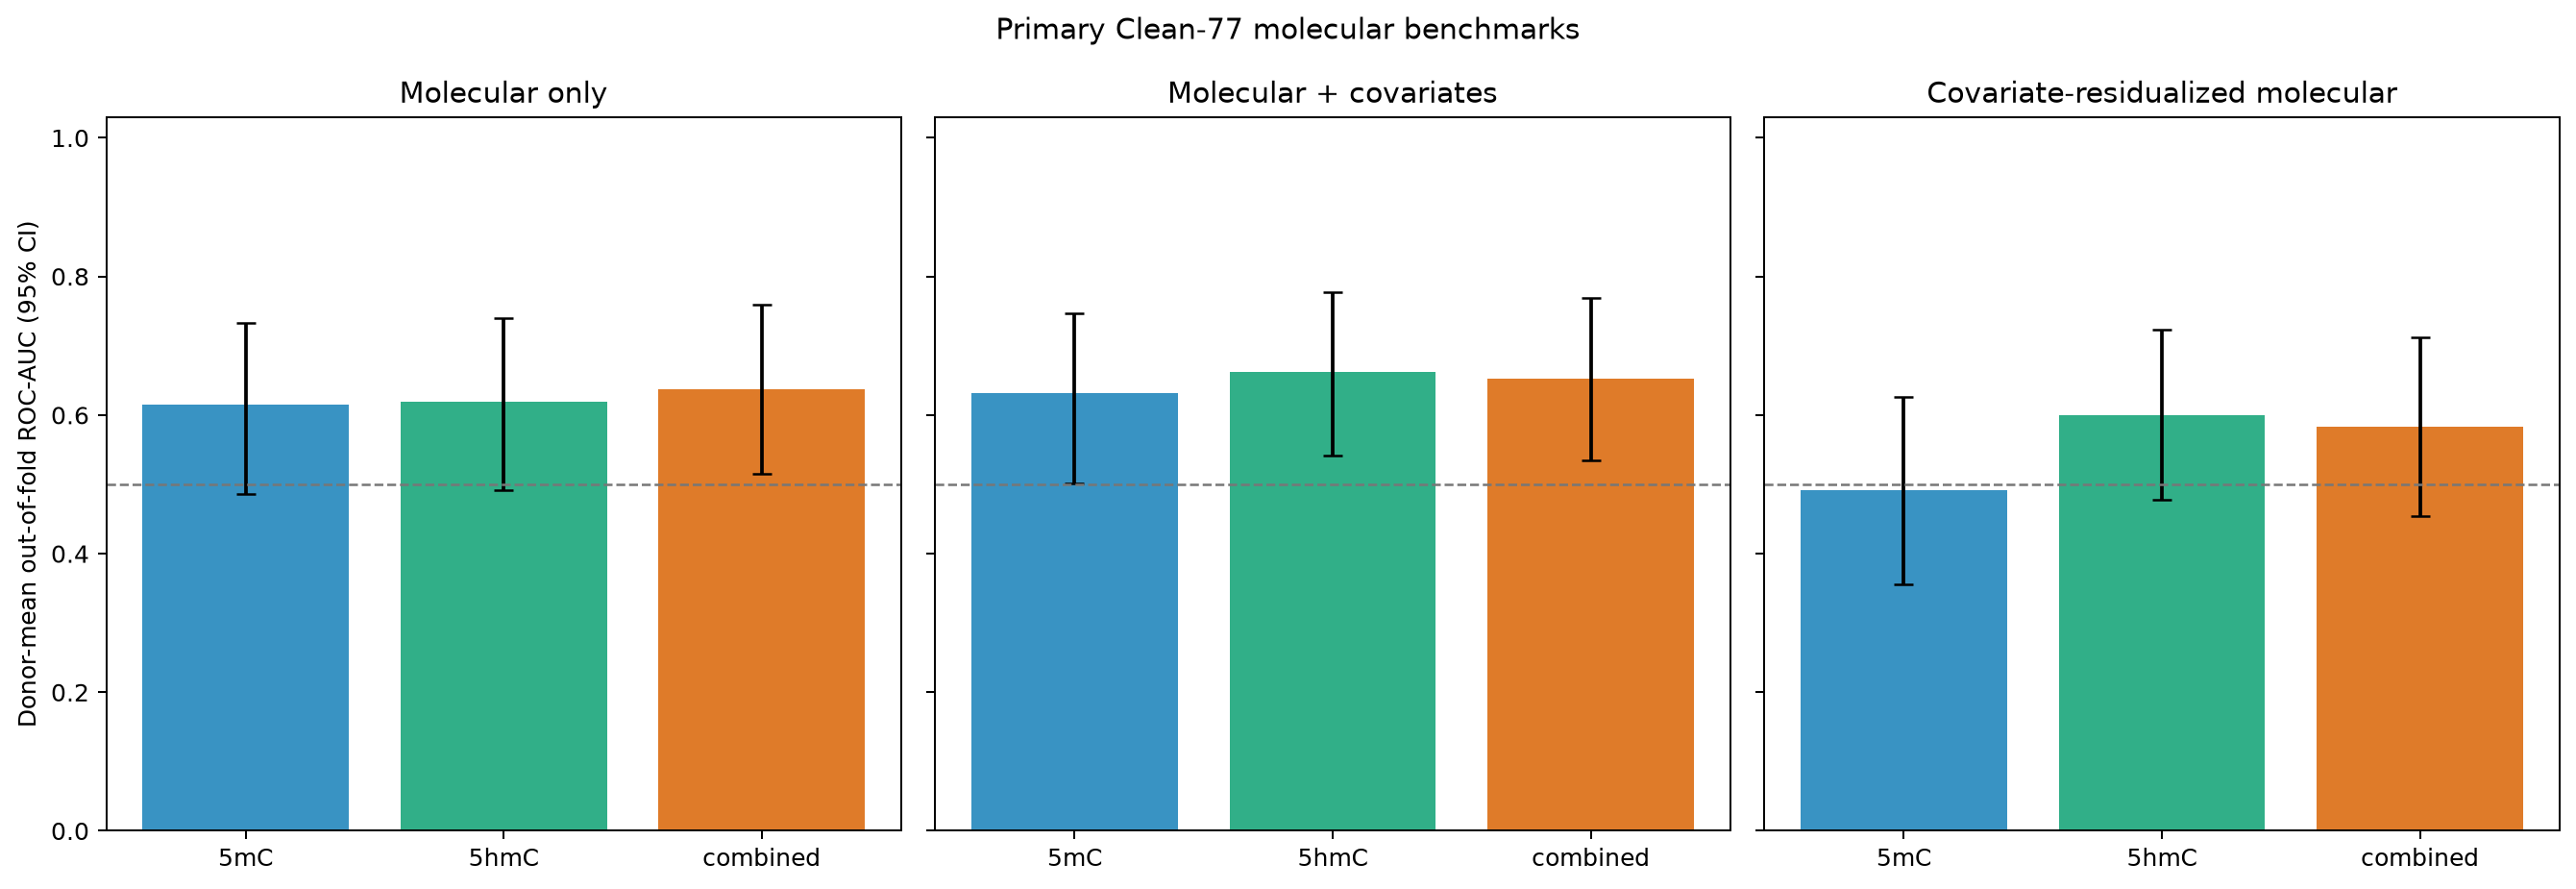 Primary Clean-77 molecular benchmarks
Molecular only
Molecular + covariates
Covariate-residualized molecular
Donor-mean out-of-fold ROC-AUC (95% CI)
1.0
0.8
0.6
0.4
0.2
0.0
5mC 5hmC combined
5mC 5hmC combined
5mC 5hmC combined